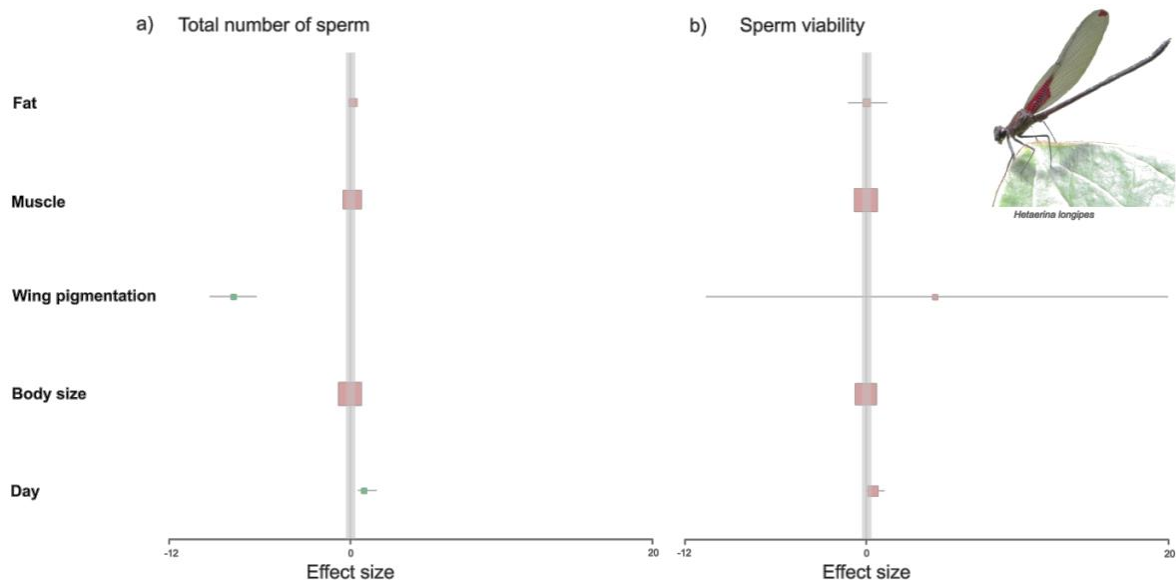 a) Total number of sperm
b) Sperm viability
Fat
Muscle
Hetaerina longipes
Wing pigmentation
Body size
Day
-12 0 20
-12 0 20
Effect size
Effect size